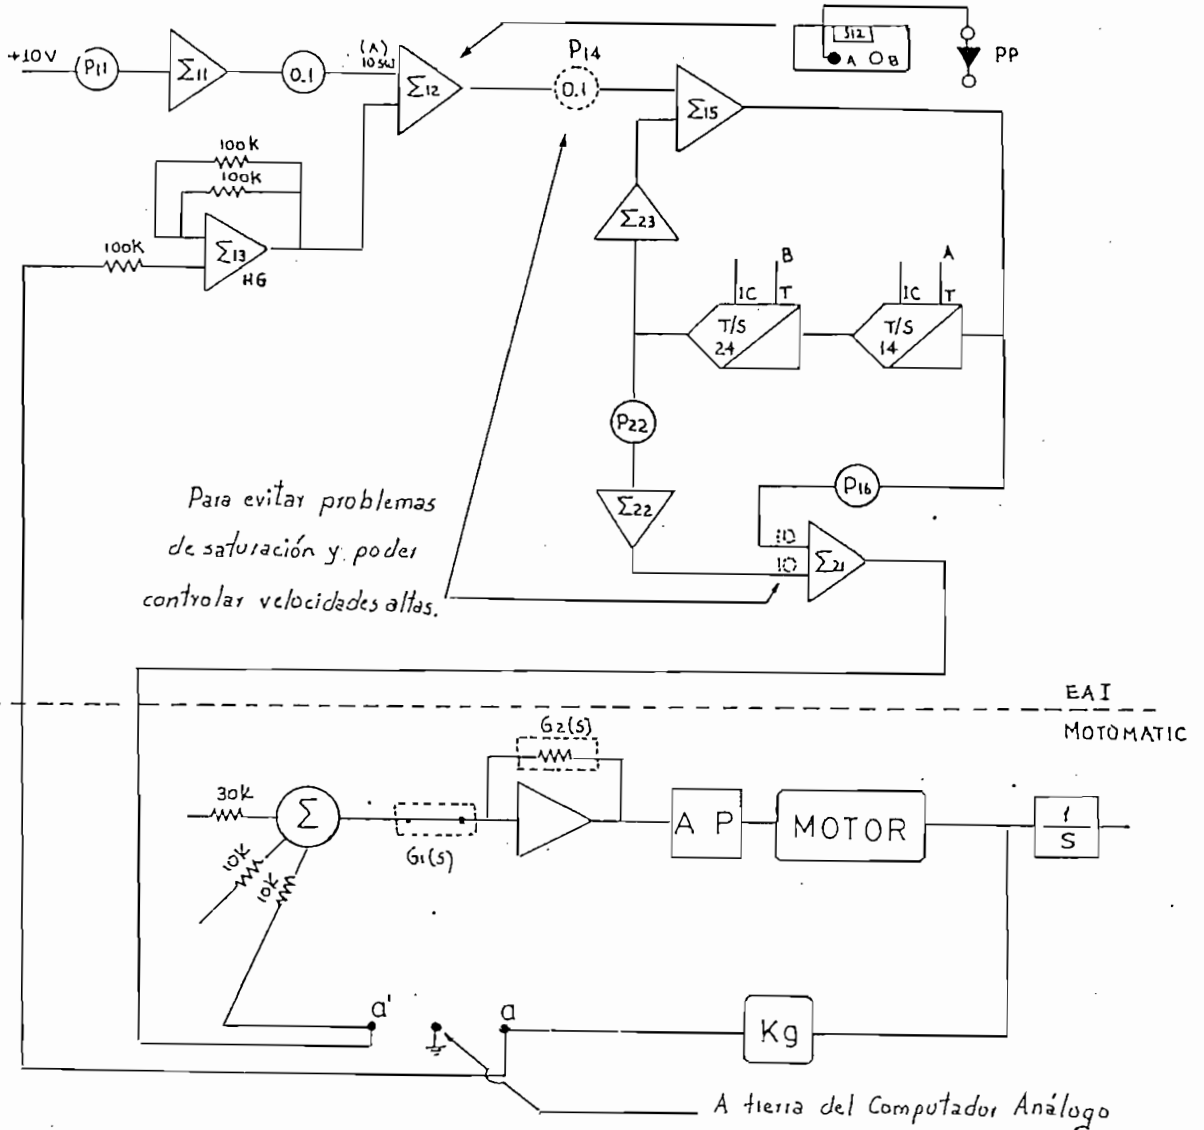 +10V
P11
Σ11
0.1
(A)
10sw
Σ12
P14
0.1
Σ15
S12
A
B
PP
100k
100k
100k
Σ13
HG
Σ23
B
IC
T
T/S
24
A
IC
T
T/S
14
P22
P16
Σ22
10
10
Σ21
Para evitar problemas
de saturación y poder
controlar velocidades altas.
EAI
MOTOMATIC
G2(s)
30k
Σ
10k
10k
G1(s)
A P
MOTOR
1
S
a'
a
Kg
A tierra del Computador Análogo